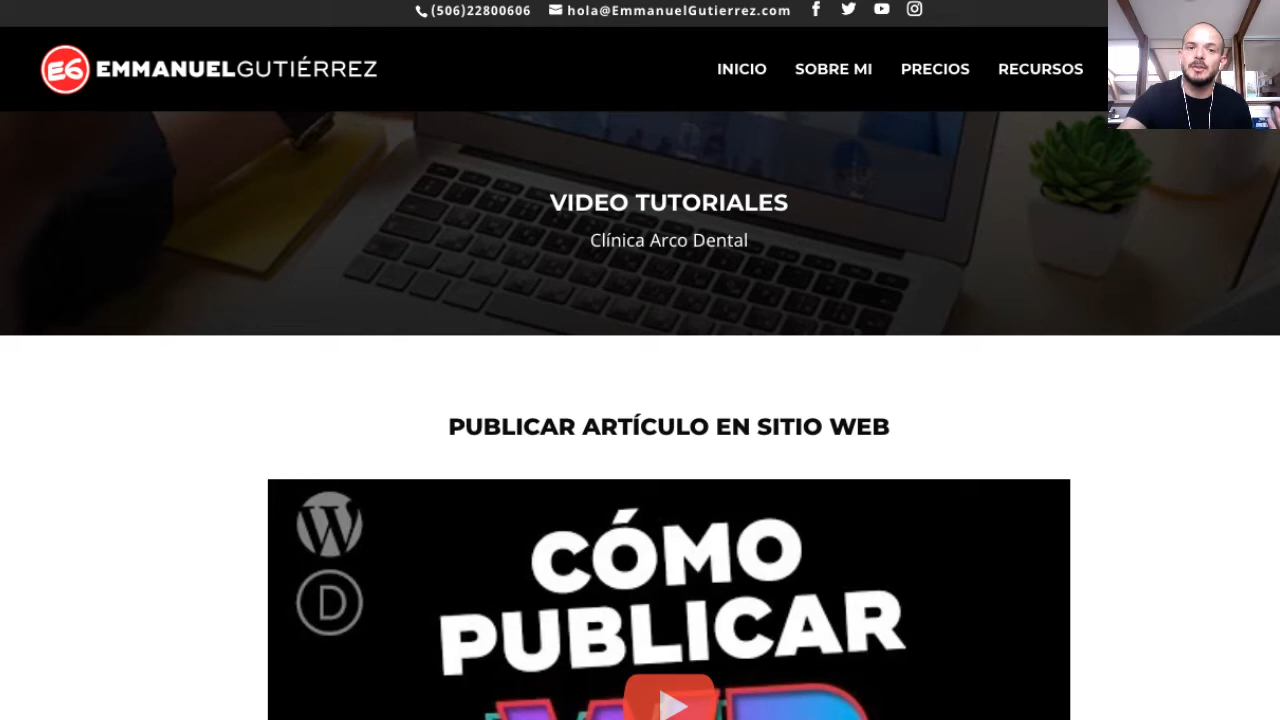 (506)22800606 hola@EmmanuelGutierrez.com
E6 EMMANUELGUTIÉRREZ INICIO SOBRE MI PRECIOS RECURSOS
VIDEO TUTORIALES
Clínica Arco Dental
PUBLICAR ARTÍCULO EN SITIO WEB
W
D
CÓMO
PUBLICAR